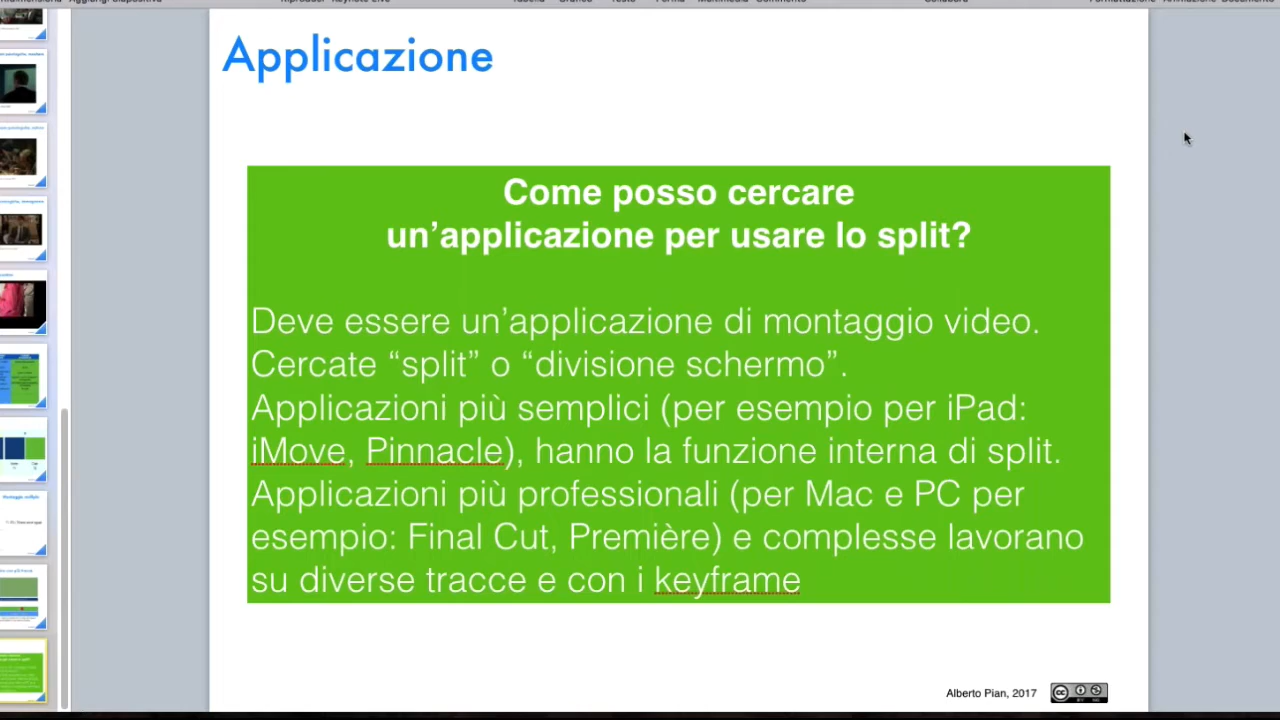 Applicazione
Come posso cercare
un’applicazione per usare lo split?
Deve essere un’applicazione di montaggio video.
Cercate “split” o “divisione schermo”.
Applicazioni più semplici (per esempio per iPad:
iMove, Pinnacle), hanno la funzione interna di split.
Applicazioni più professionali (per Mac e PC per
esempio: Final Cut, Première) e complesse lavorano
su diverse tracce e con i keyframe
Alberto Pian, 2017